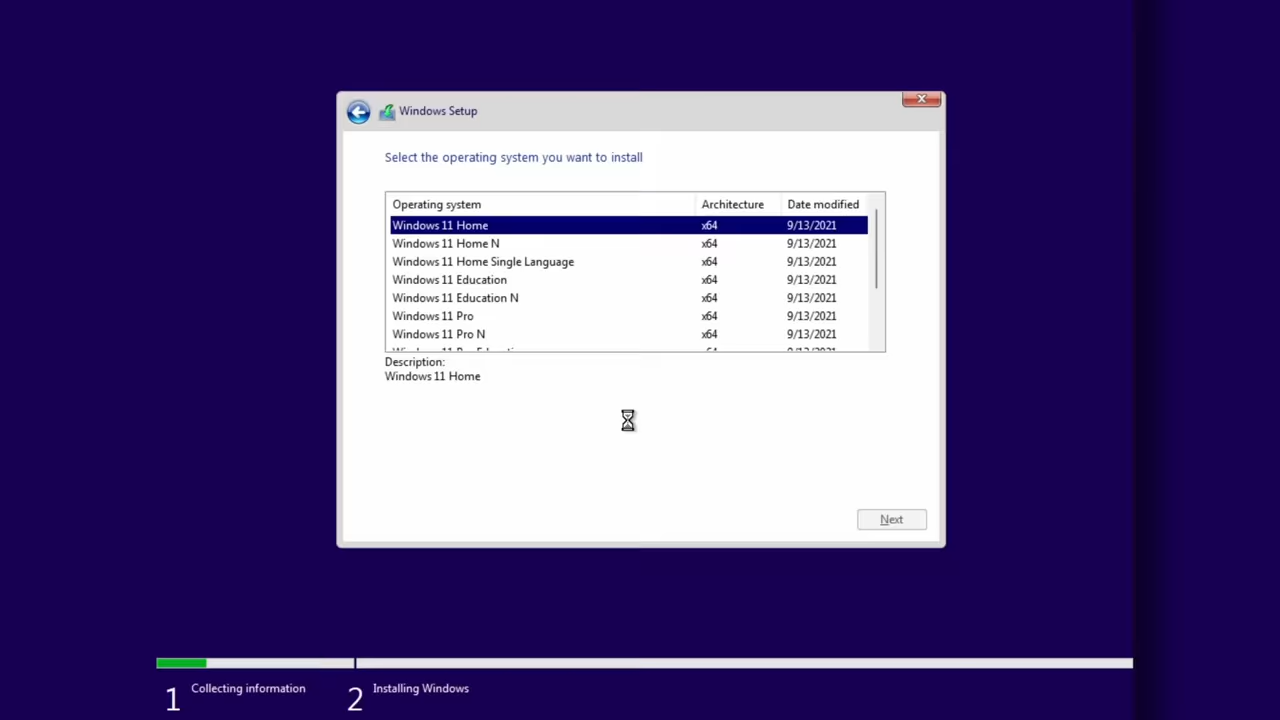 Windows Setup
Select the operating system you want to install
Operating system Architecture Date modified
Windows 11 Home x64 9/13/2021
Windows 11 Home N x64 9/13/2021
Windows 11 Home Single Language x64 9/13/2021
Windows 11 Education x64 9/13/2021
Windows 11 Education N x64 9/13/2021
Windows 11 Pro x64 9/13/2021
Windows 11 Pro N x64 9/13/2021
Description:
Windows 11 Home
Next
1 Collecting information 2 Installing Windows